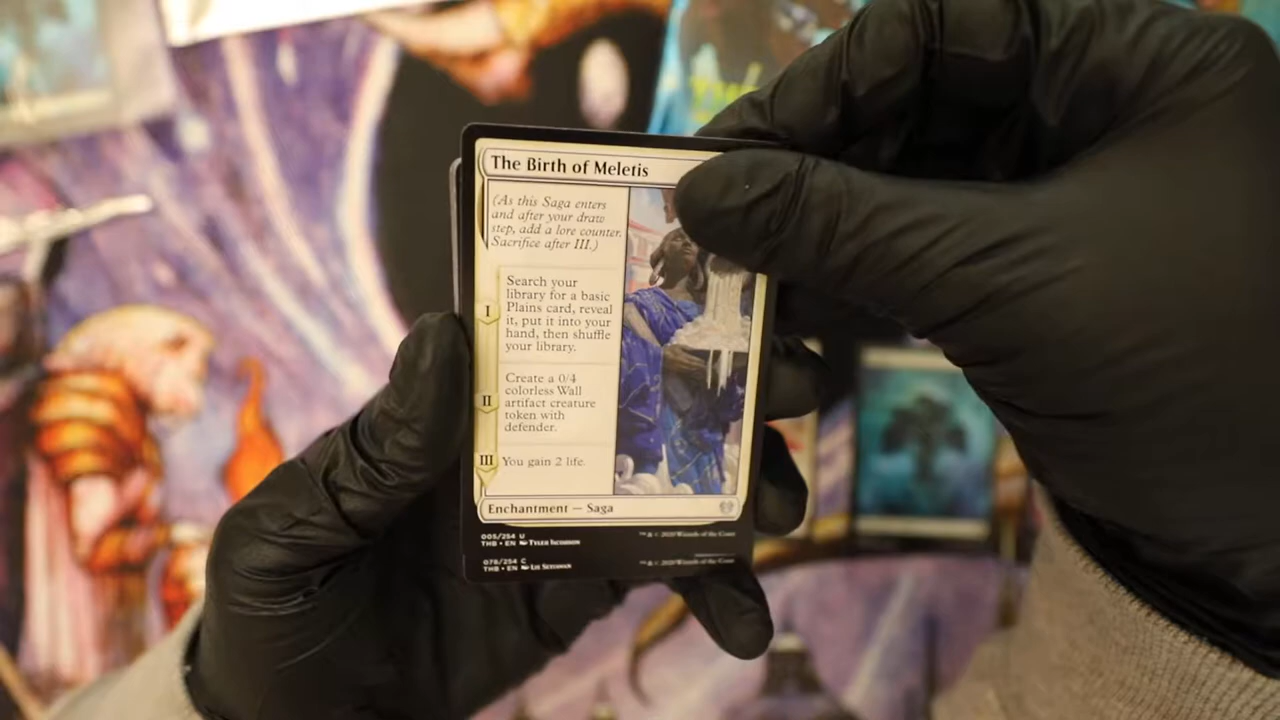 The Birth of Meletis
(As this Saga enters
and after your draw
step, add a lore counter.
Sacrifice after III.)
I
Search your
library for a basic
Plains card, reveal
it, put it into your
hand, then shuffle
your library.
II
Create a 0/4
colorless Wall
artifact creature
token with
defender.
III
You gain 2 life.
Enchantment — Saga
005/254 U
THB • EN Tyler Jacobson
™ & © 2020 Wizards of the Coast
078/254 C
THB • EN
™ & © 2020 Wizards of the Coast